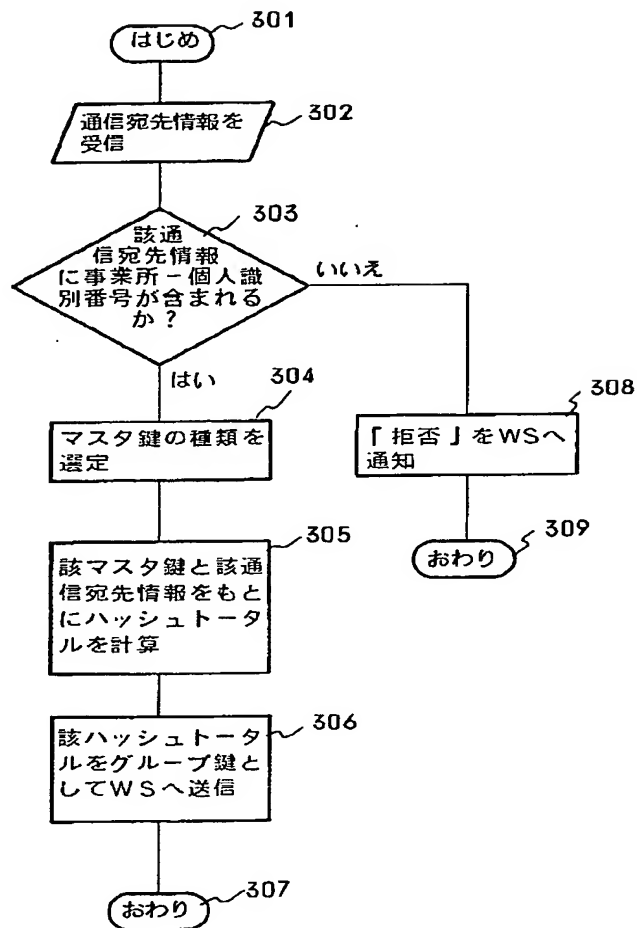 301
はじめ
302
通信宛先情報を
受信
303
該通
信宛先情報
に事業所－個人識
別番号が含まれる
か？
いいえ
はい
304
マスタ鍵の種類を
選定
308
『拒否』をWSへ
通知
309
おわり
305
該マスタ鍵と該通
信宛先情報をもと
にハッシュトータ
ルを計算
306
該ハッシュトータ
ルをグループ鍵と
してWSへ送信
307
おわり